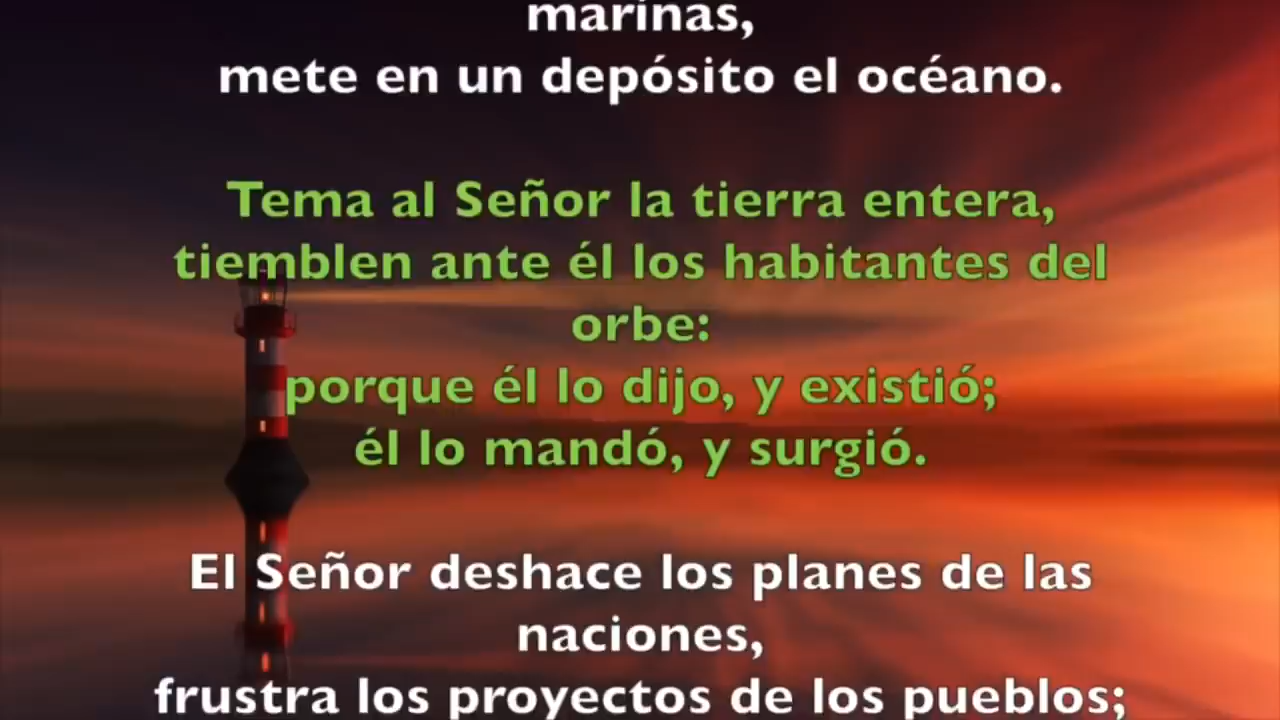 marinas,
mete en un depósito el océano.
Tema al Señor la tierra entera,
tiemblen ante él los habitantes del
orbe:
porque él lo dijo, y existió;
él lo mandó, y surgió.
El Señor deshace los planes de las
naciones,
frustra los proyectos de los pueblos;